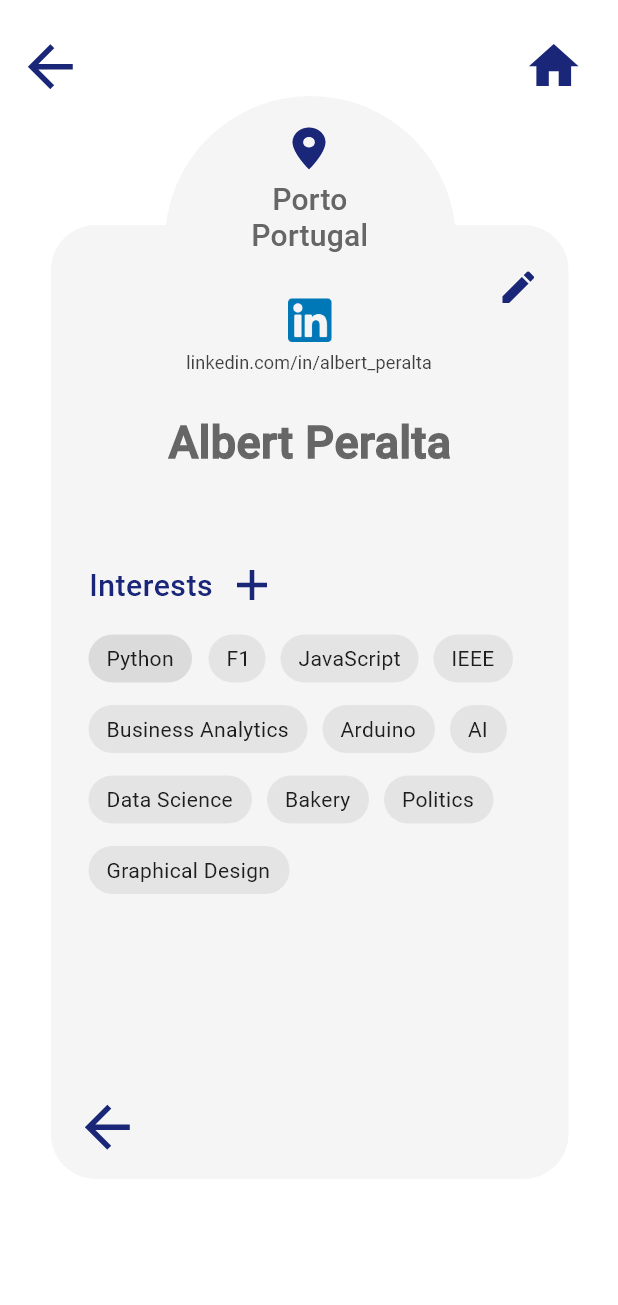 Porto
Portugal
in
linkedin.com/in/albert_peralta
Albert Peralta
Interests +
Python F1 JavaScript IEEE
Business Analytics Arduino AI
Data Science Bakery Politics
Graphical Design